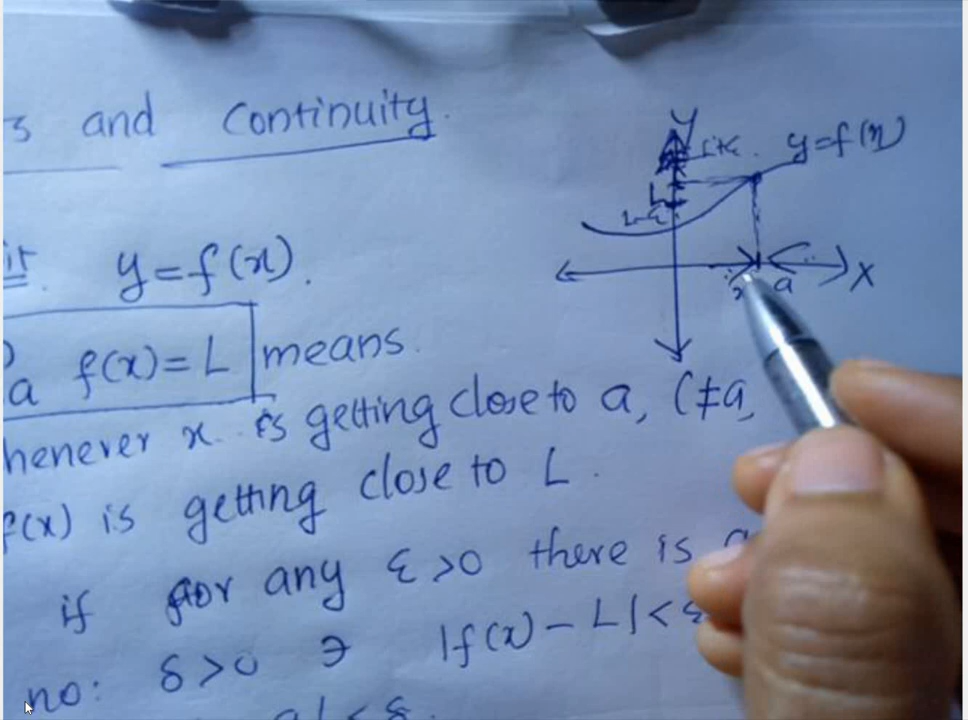 s and Continuity.
Y
L+ε
y=f(x)
L
L-ε
x a X
it y=f(x).
a f(x)=L means.
henever x is getting close to a, (≠a,
f(x) is getting close to L.
if for any ε>0 there is a
no: δ>0 ∋ |f(x)-L|<ε
a|<δ.